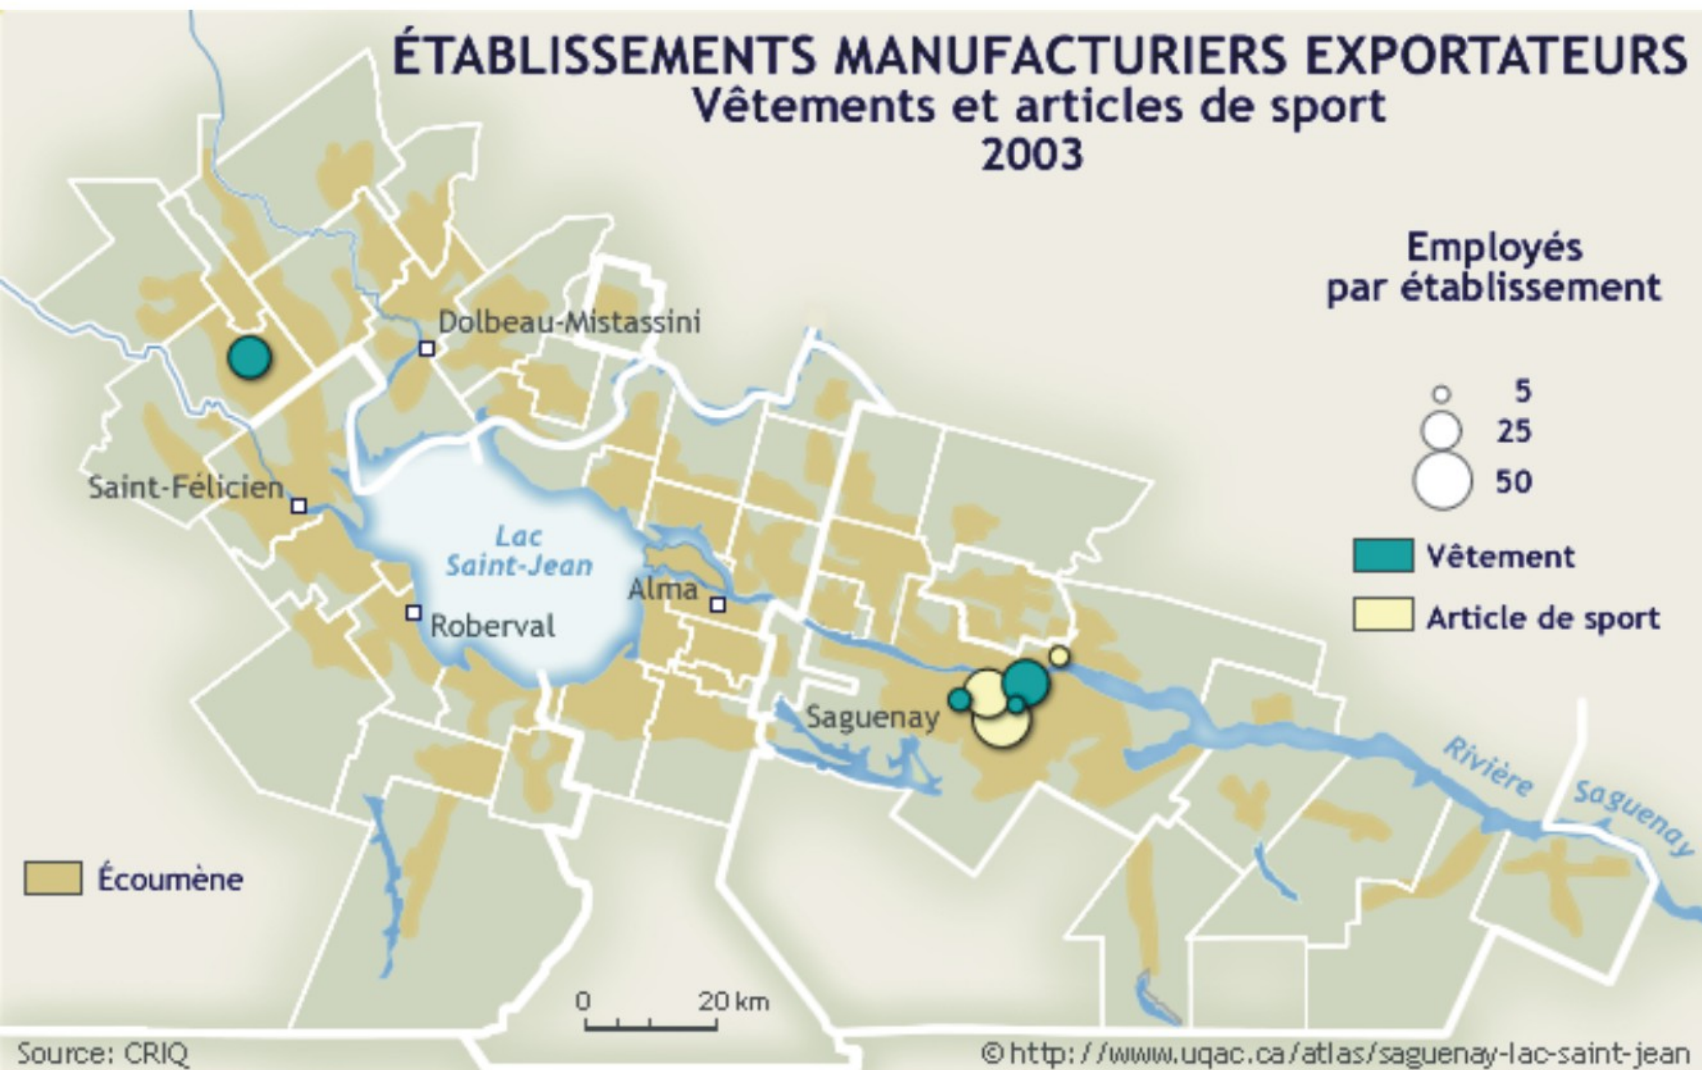 ÉTABLISSEMENTS MANUFACTURIERS EXPORTATEURS
Vêtements et articles de sport
2003
Employés
par établissement
5
25
50
Vêtement
Article de sport
Dolbeau-Mistassini
Saint-Félicien
Lac
Saint-Jean
Alma
Roberval
Saguenay
Rivière Saguenay
Écoumène
0 20 km
Source: CRIQ
© http://www.uqac.ca/atlas/saguenay-lac-saint-jean